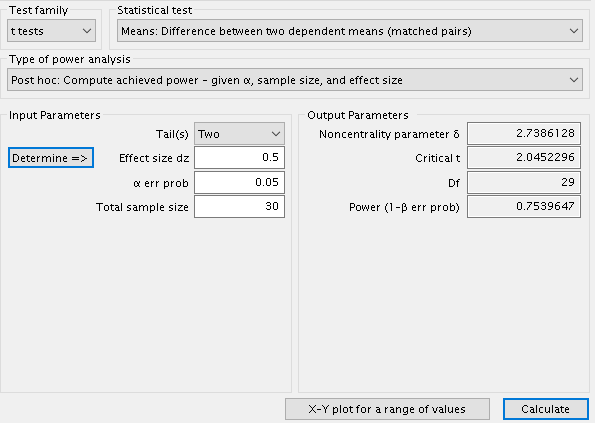 Test family
Statistical test
t tests
Means: Difference between two dependent means (matched pairs)
Type of power analysis
Post hoc: Compute achieved power – given α, sample size, and effect size
Input Parameters
Output Parameters
Tail(s)
Two
Noncentrality parameter δ
2.7386128
Determine =>
Effect size dz
0.5
Critical t
2.0452296
α err prob
0.05
Df
29
Total sample size
30
Power (1-β err prob)
0.7539647
X-Y plot for a range of values
Calculate